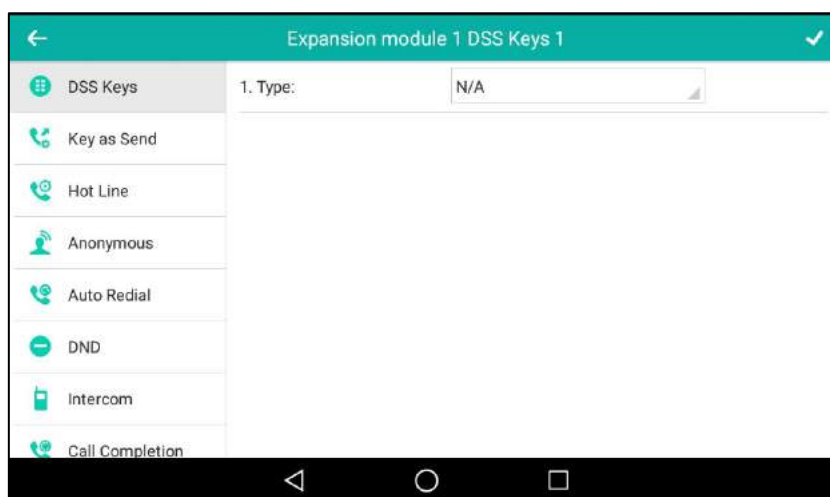 Expansion module 1 DSS Keys 1
DSS Keys
1. Type:
N/A
Key as Send
Hot Line
Anonymous
Auto Redial
DND
Intercom
Call Completion